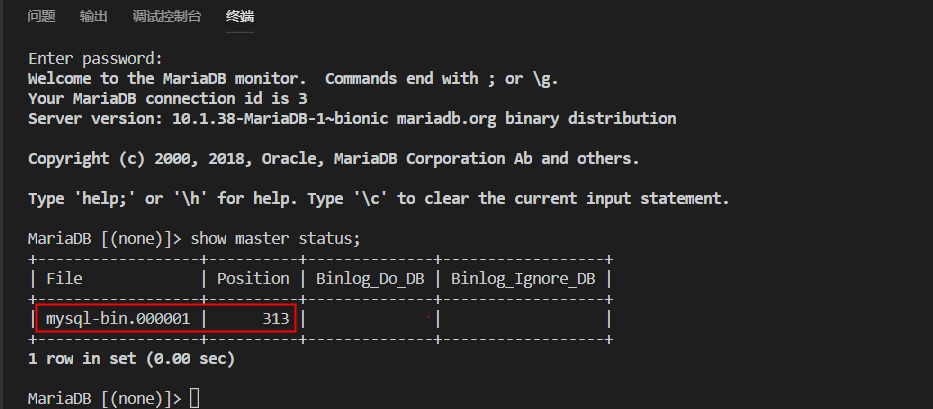 问题 输出 调试控制台 终端
Enter password:
Welcome to the MariaDB monitor.  Commands end with ; or \g.
Your MariaDB connection id is 3
Server version: 10.1.38-MariaDB-1~bionic mariadb.org binary distribution
Copyright (c) 2000, 2018, Oracle, MariaDB Corporation Ab and others.
Type 'help;' or '\h' for help. Type '\c' to clear the current input statement.
MariaDB [(none)]> show master status;
+------------------+----------+--------------+------------------+
| File             | Position | Binlog_Do_DB | Binlog_Ignore_DB |
+------------------+----------+--------------+------------------+
| mysql-bin.000001 |      313 |              |                  |
+------------------+----------+--------------+------------------+
1 row in set (0.00 sec)
MariaDB [(none)]>